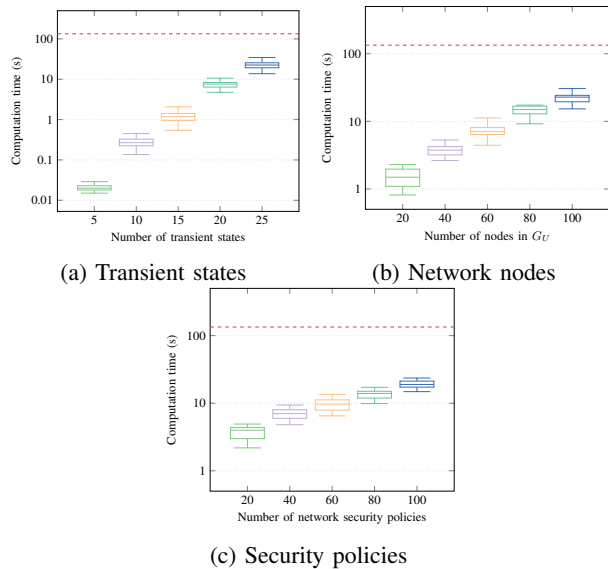 100
10
1
0.1
0.01
Computation time (s)
5 10 15 20 25
Number of transient states
(a) Transient states
100
10
1
Computation time (s)
20 40 60 80 100
Number of nodes in G_U
(b) Network nodes
100
10
1
Computation time (s)
20 40 60 80 100
Number of network security policies
(c) Security policies